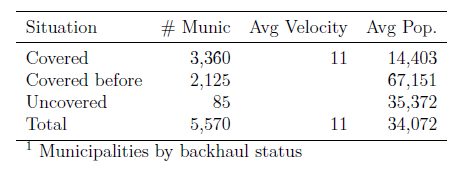 Situation # Munic Avg Velocity Avg Pop.
Covered 3,360 11 14,403
Covered before 2,125 67,151
Uncovered 85 35,372
Total 5,570 11 34,072
1 Municipalities by backhaul status